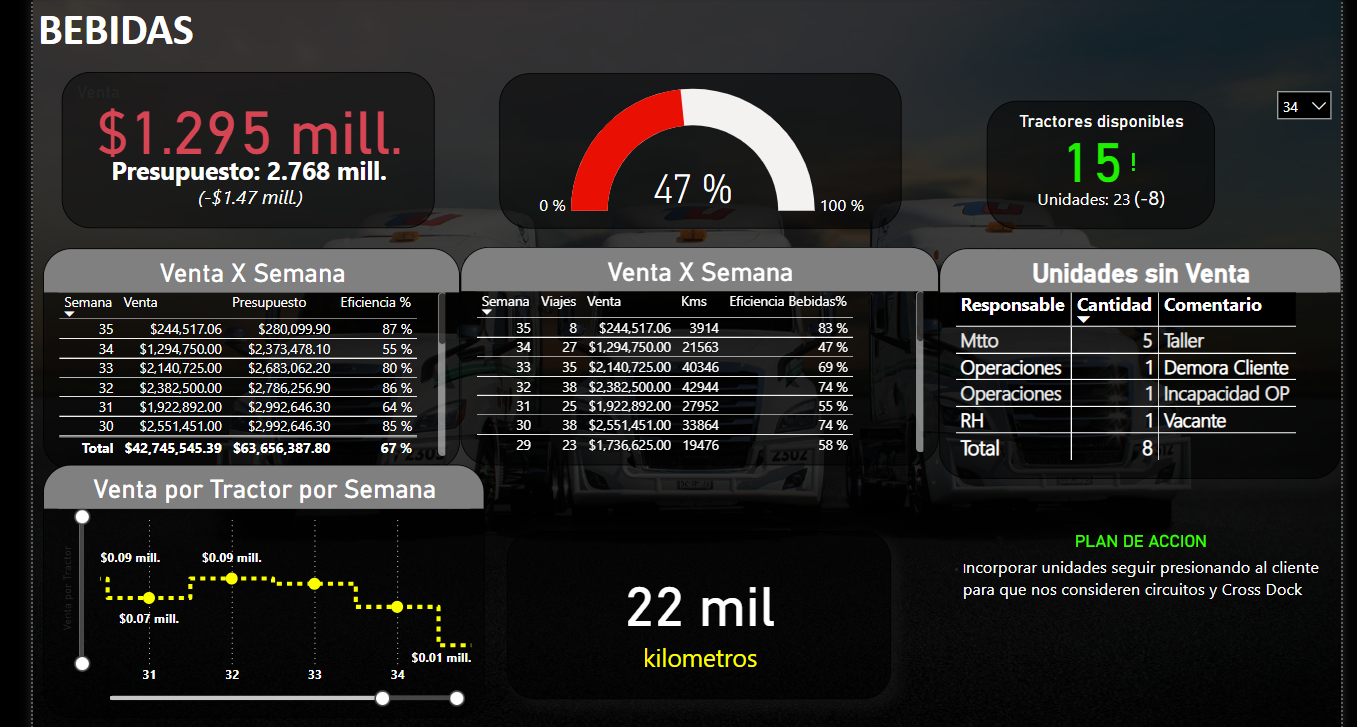 BEBIDAS
Venta
$1.295 mill.
Presupuesto: 2.768 mill.
(-$1.47 mill.)
0 %
47 %
100 %
Tractores disponibles
15!
Unidades: 23 (-8)
34
Venta X Semana
Semana Venta Presupuesto Eficiencia %
35 $244,517.06 $280,099.90 87 %
34 $1,294,750.00 $2,373,478.10 55 %
33 $2,140,725.00 $2,683,062.20 80 %
32 $2,382,500.00 $2,786,256.90 86 %
31 $1,922,892.00 $2,992,646.30 64 %
30 $2,551,451.00 $2,992,646.30 85 %
Total $42,745,545.39 $63,656,387.80 67 %
Venta X Semana
Semana Viajes Venta Kms Eficiencia Bebidas%
35 8 $244,517.06 3914 83 %
34 27 $1,294,750.00 21563 47 %
33 35 $2,140,725.00 40346 69 %
32 38 $2,382,500.00 42944 74 %
31 25 $1,922,892.00 27952 55 %
30 38 $2,551,451.00 33864 74 %
29 23 $1,736,625.00 19476 58 %
Unidades sin Venta
Responsable Cantidad Comentario
Mtto 5 Taller
Operaciones 1 Demora Cliente
Operaciones 1 Incapacidad OP
RH 1 Vacante
Total 8
2303
2302
Venta por Tractor por Semana
Venta por Tractor
$0.09 mill.
$0.09 mill.
$0.07 mill.
$0.01 mill.
31 32 33 34
22 mil
kilometros
PLAN DE ACCION
Incorporar unidades seguir presionando al cliente
para que nos consideren circuitos y Cross Dock